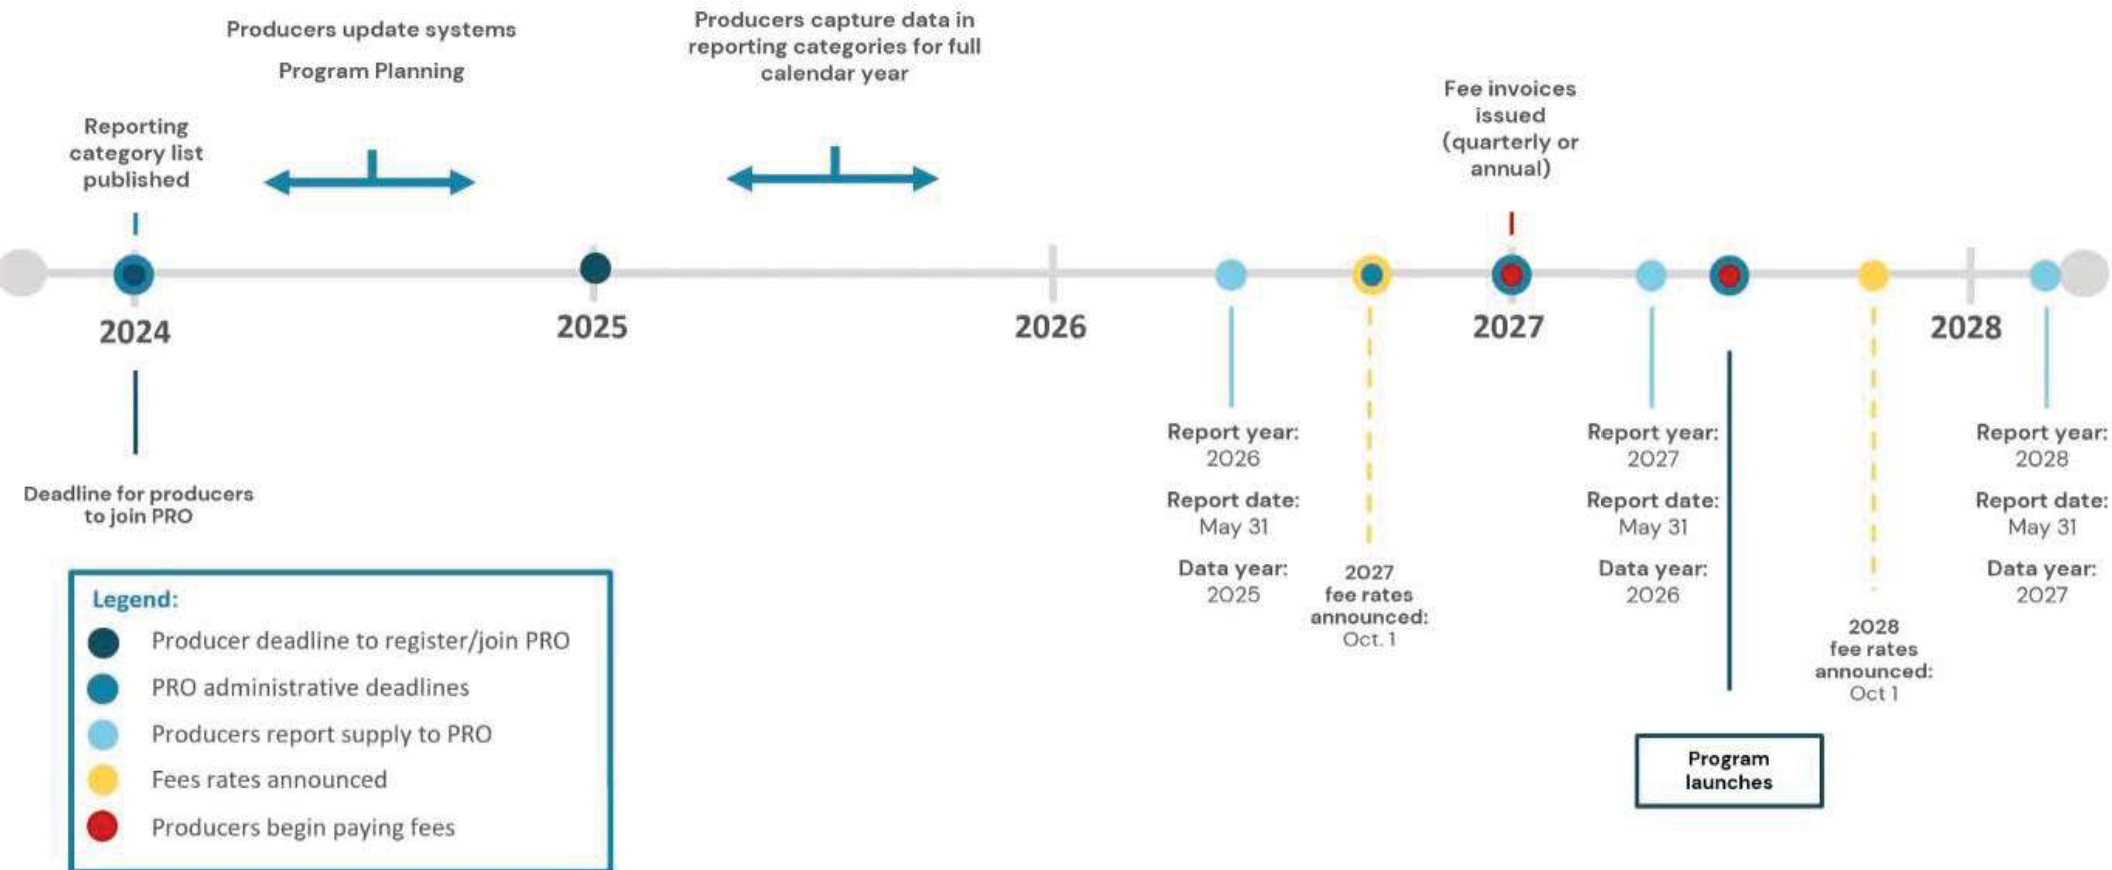 Producers update systems
Program Planning
Producers capture data in
reporting categories for full
calendar year
Reporting
category list
published
Fee invoices
issued
(quarterly or
annual)
2024
2025
2026
2027
2028
Deadline for producers
to join PRO
Report year:
2026
Report date:
May 31
Data year:
2025
2027
fee rates
announced:
Oct. 1
Report year:
2027
Report date:
May 31
Data year:
2026
Program
launches
2028
fee rates
announced:
Oct 1
Report year:
2028
Report date:
May 31
Data year:
2027
Legend:
Producer deadline to register/join PRO
PRO administrative deadlines
Producers report supply to PRO
Fees rates announced
Producers begin paying fees